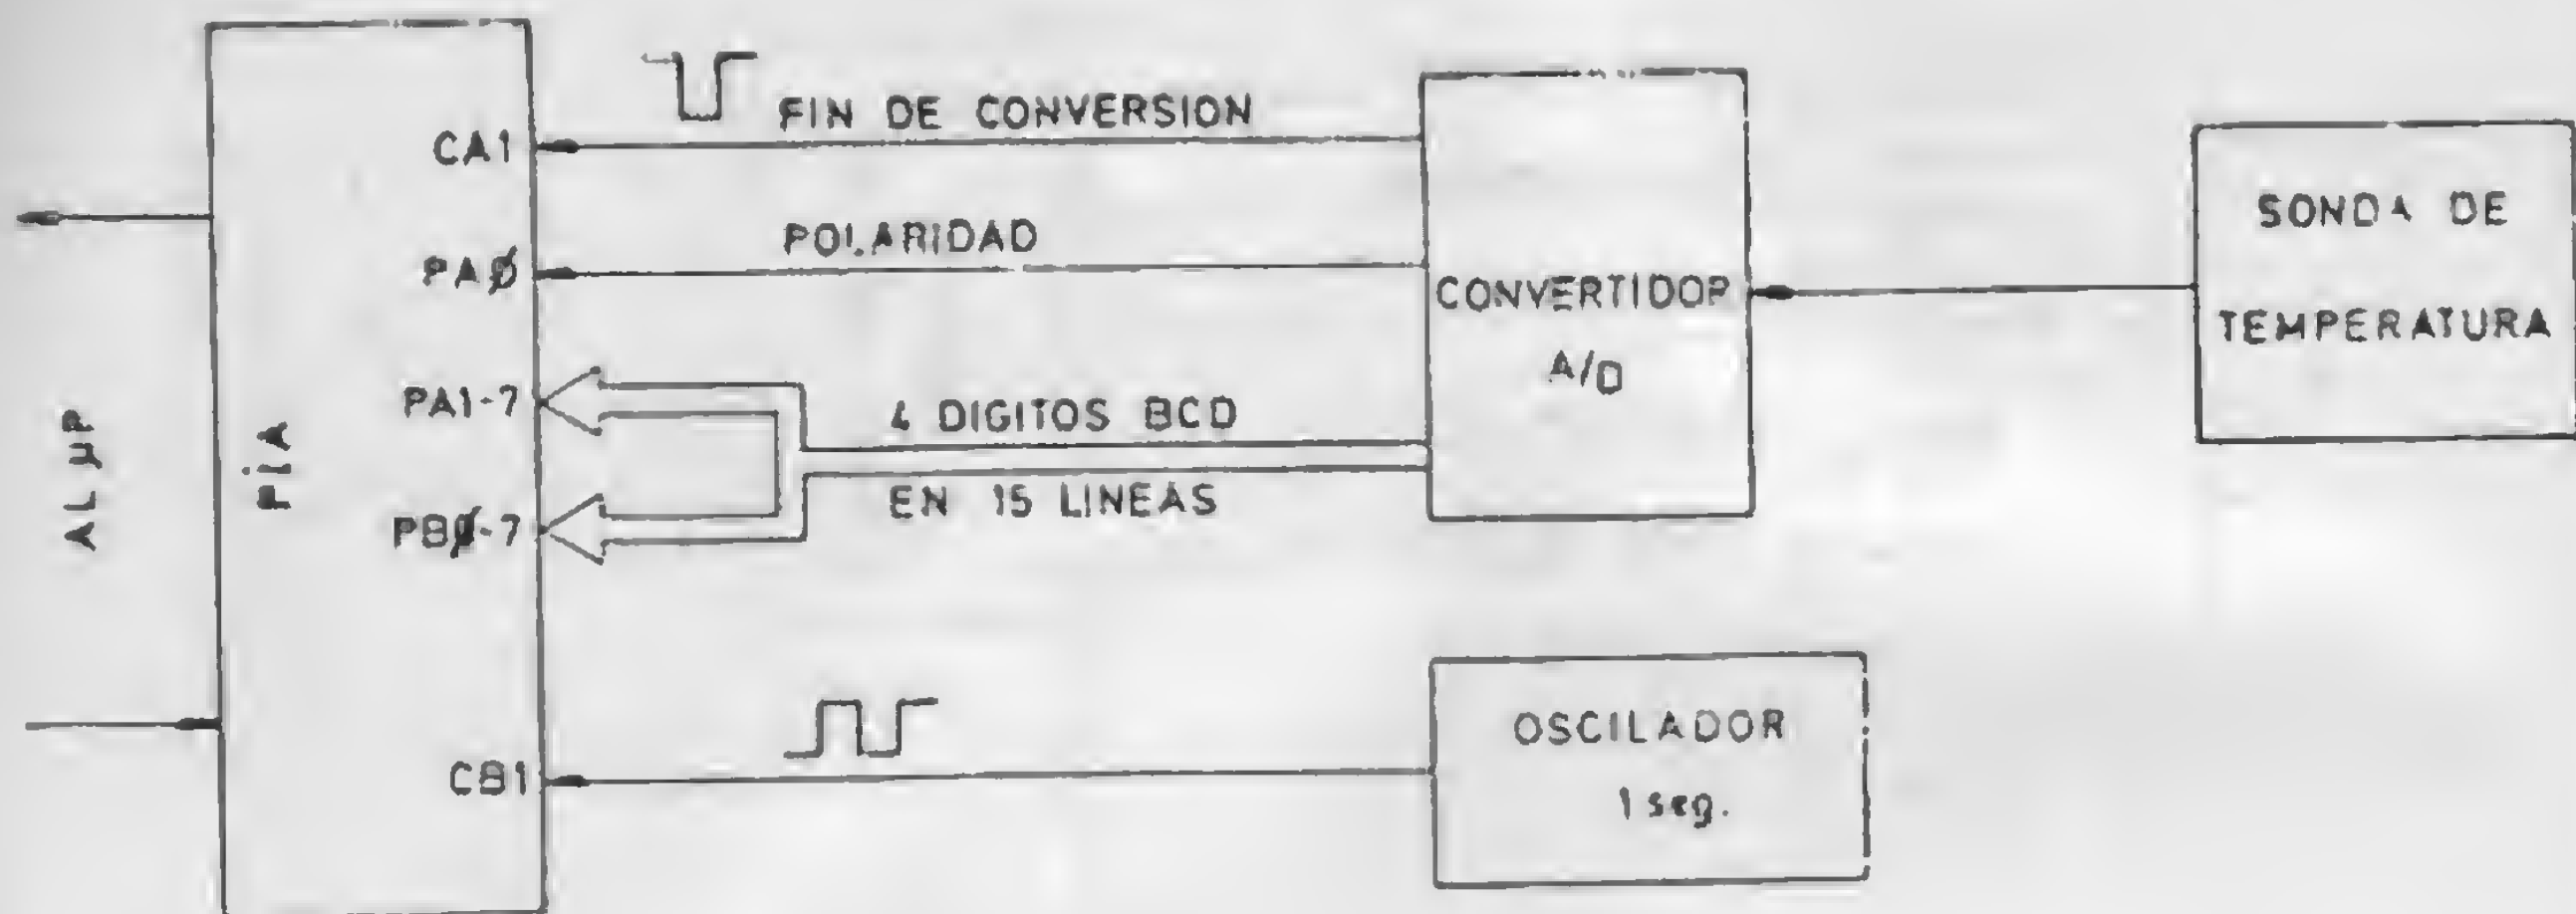 AL µP
PIA
CA1
PAØ
PA1-7
PBØ-7
CB1
FIN DE CONVERSION
POLARIDAD
4 DIGITOS BCD
EN 15 LINEAS
CONVERTIDOR
A/D
SONDA DE
TEMPERATURA
OSCILADOR
1 seg.